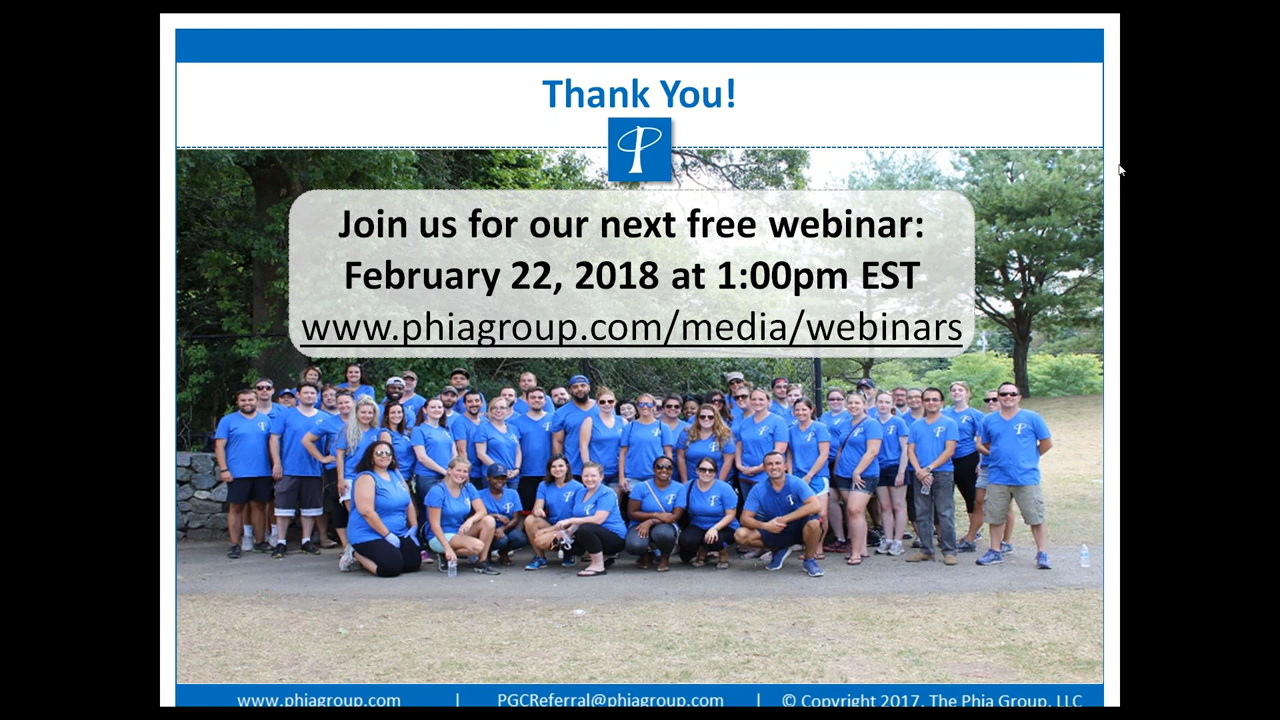 Thank You!
P
Join us for our next free webinar:
February 22, 2018 at 1:00pm EST
www.phiagroup.com/media/webinars
www.phiagroup.com | PGCReferral@phiagroup.com | © Copyright 2017. The Phia Group, LLC